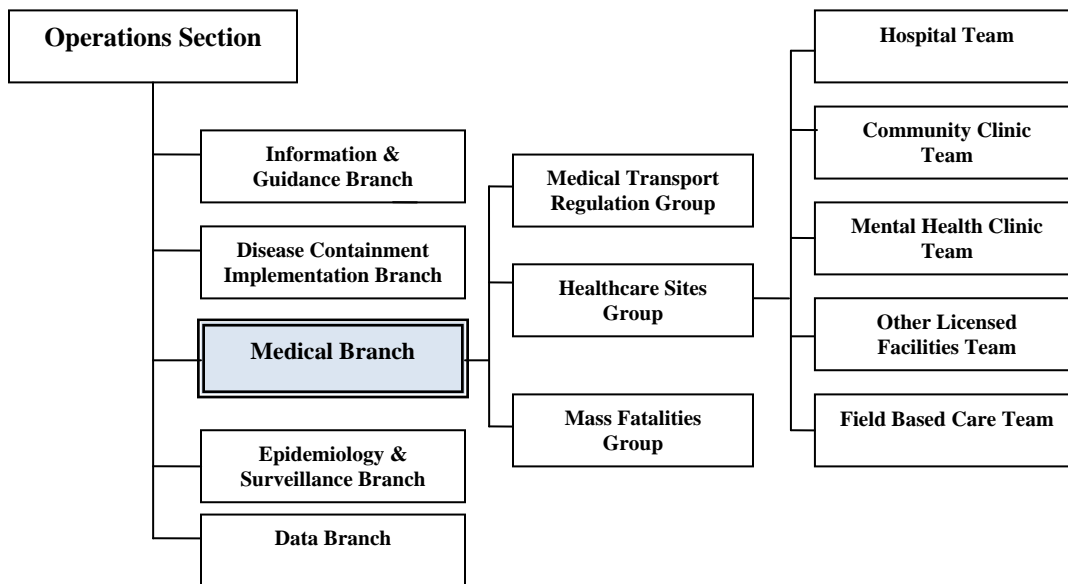 Operations Section
Information &
Guidance Branch
Disease Containment
Implementation Branch
Medical Branch
Epidemiology &
Surveillance Branch
Data Branch
Medical Transport
Regulation Group
Healthcare Sites
Group
Mass Fatalities
Group
Hospital Team
Community Clinic
Team
Mental Health Clinic
Team
Other Licensed
Facilities Team
Field Based Care Team